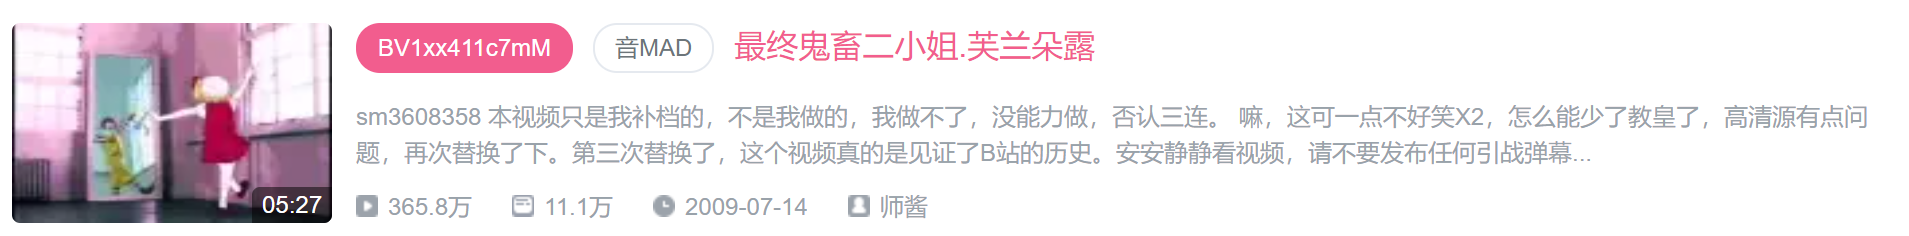 BV1xx411c7mM 音MAD 最终鬼畜二小姐.芙兰朵露
sm3608358 本视频只是我补档的，不是我做的，我做不了，没能力做，否认三连。 嘛，这可一点不好笑X2，怎么能少了教皇了，高清源有点问
题，再次替换了下。第三次替换了，这个视频真的是见证了B站的历史。安安静静看视频，请不要发布任何引战弹幕...
05:27
365.8万 11.1万 2009-07-14 师酱